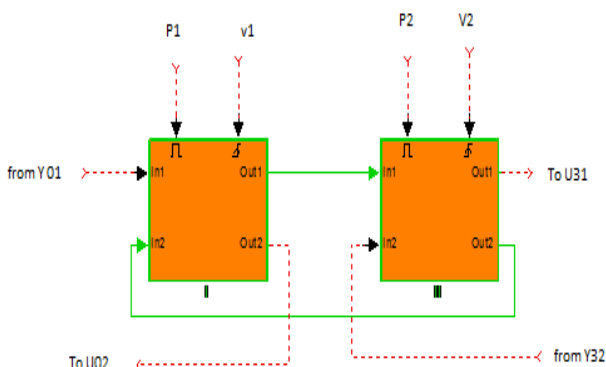 P1 v1 P2 V2
from Y01 In1 Out1 In1 Out1 To U31
In2 Out2 In2 Out2
II III
To U02 from Y32